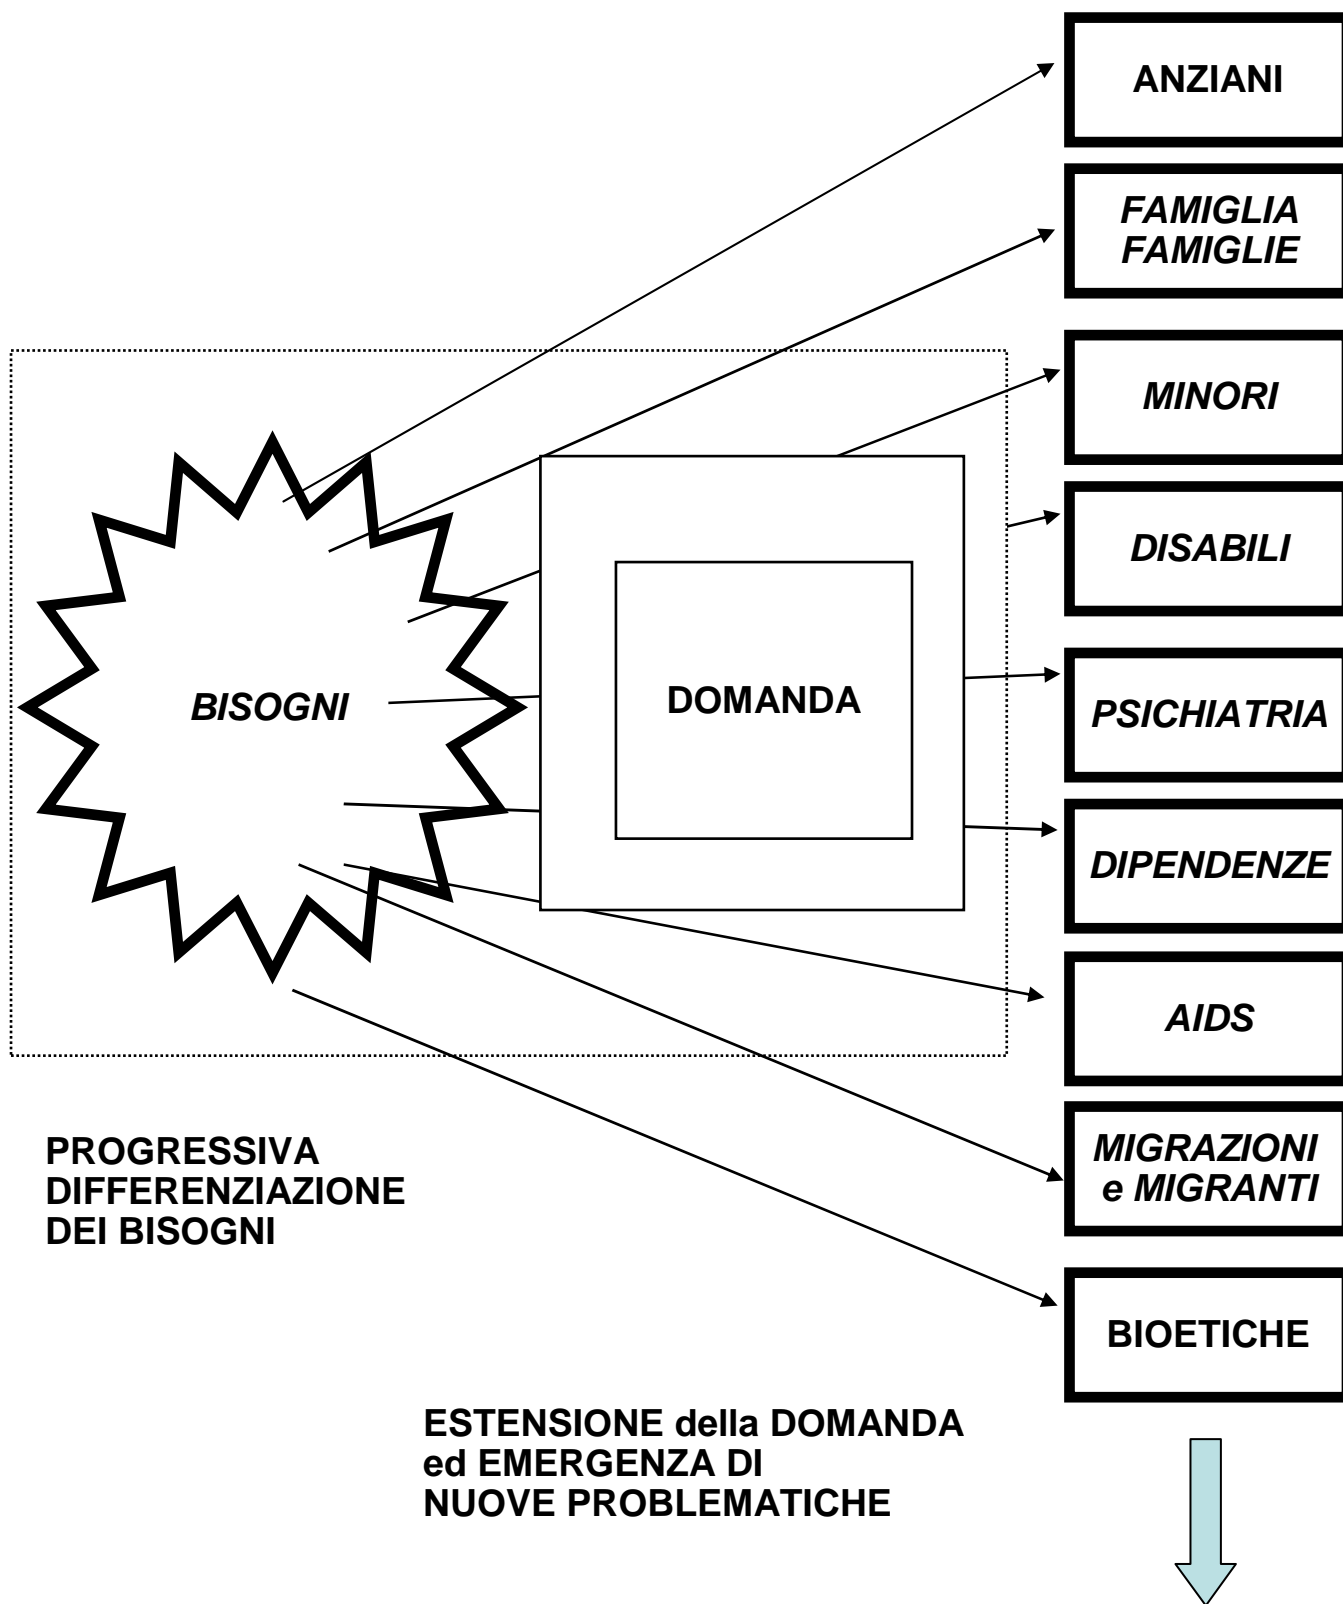 ANZIANI
FAMIGLIA
FAMIGLIE
MINORI
DISABILI
BISOGNI
DOMANDA
PSICHIATRIA
DIPENDENZE
AIDS
PROGRESSIVA
DIFFERENZIAZIONE
DEI BISOGNI
MIGRAZIONI
e MIGRANTI
BIOETICHE
ESTENSIONE della DOMANDA
ed EMERGENZA DI
NUOVE PROBLEMATICHE